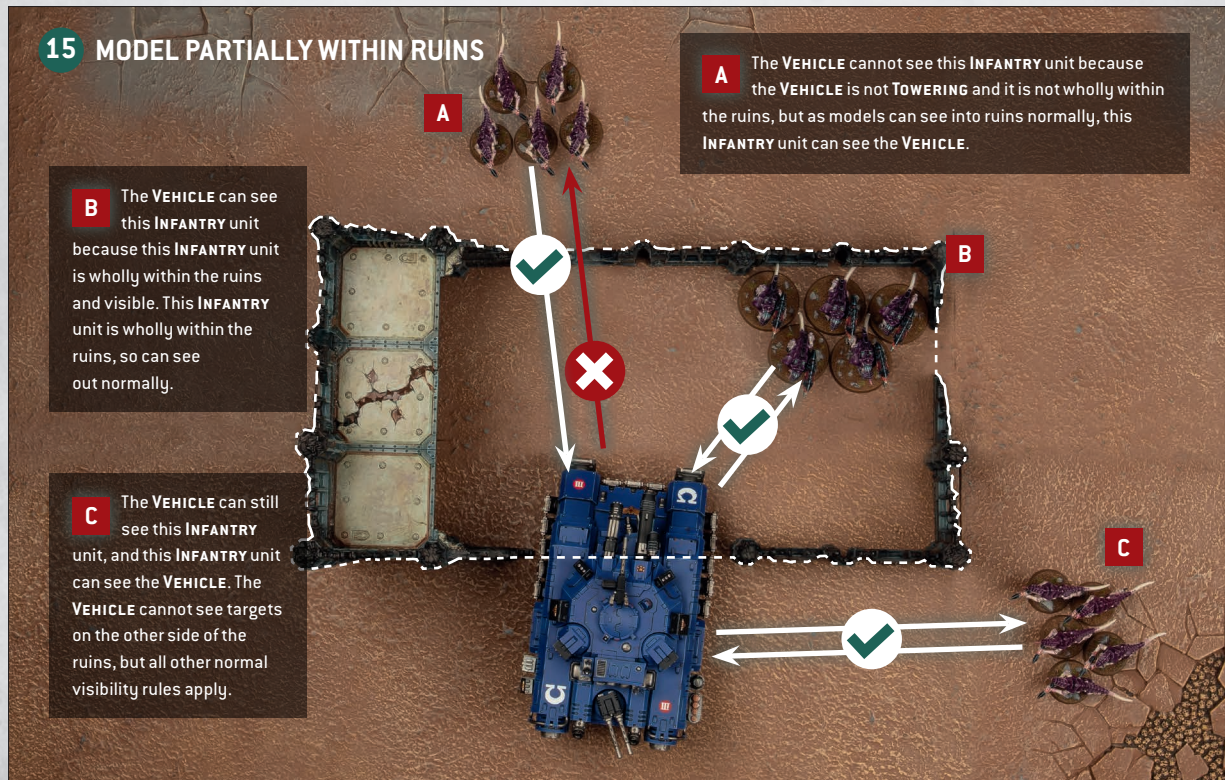 15 MODEL PARTIALLY WITHIN RUINS
A
A The VEHICLE cannot see this INFANTRY unit because
the VEHICLE is not TOWERING and it is not wholly within
the ruins, but as models can see into ruins normally, this
INFANTRY unit can see the VEHICLE.
B The VEHICLE can see
this INFANTRY unit
because this INFANTRY unit
is wholly within the ruins
and visible. This INFANTRY
unit is wholly within the
ruins, so can see
out normally.
B
C The VEHICLE can still
see this INFANTRY
unit, and this INFANTRY unit
can see the VEHICLE. The
VEHICLE cannot see targets
on the other side of the
ruins, but all other normal
visibility rules apply.
C
III
Ω
Ω
III